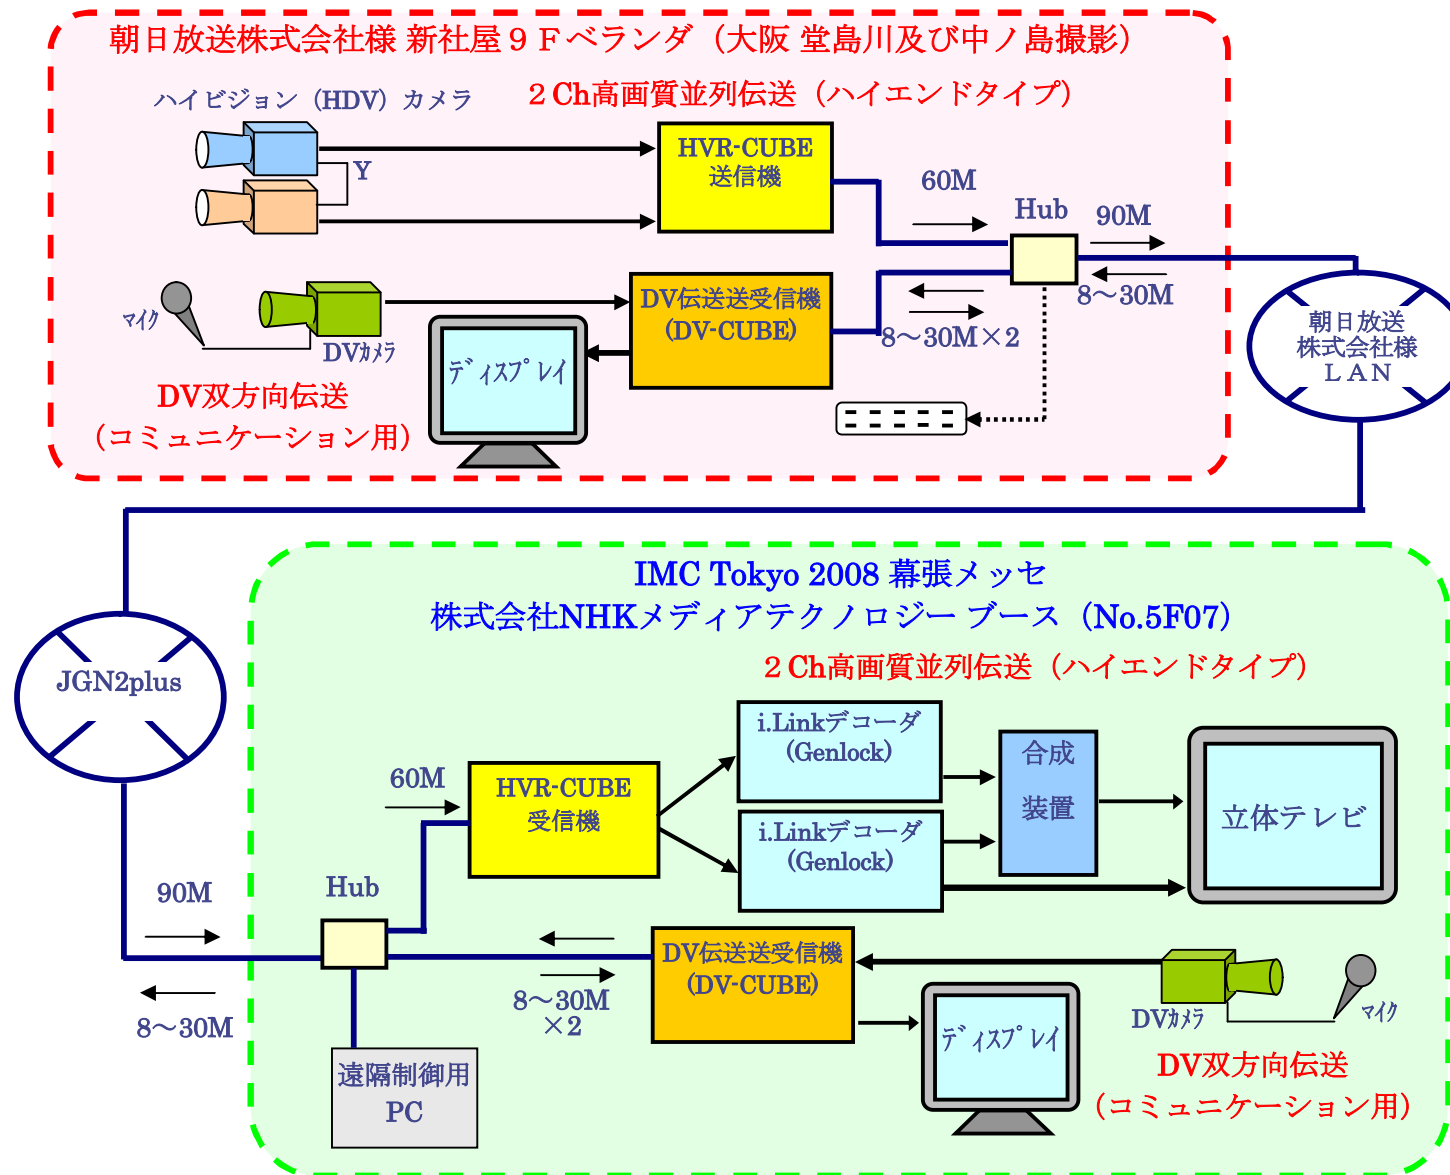 朝日放送株式会社様 新社屋９Ｆベランダ（大阪 堂島川及び中ノ島撮影）
ハイビジョン（HDV）カメラ
２Ch高画質並列伝送（ハイエンドタイプ）
Y
HVR-CUBE
送信機
60M
Hub
90M
8～30M
マイク
DVカメラ
DV伝送送受信機
(DV-CUBE)
8～30M×2
ディスプレイ
DV双方向伝送
（コミュニケーション用）
朝日放送
株式会社様
ＬＡＮ
IMC Tokyo 2008 幕張メッセ
株式会社NHKメディアテクノロジー ブース（No.5F07）
２Ch高画質並列伝送（ハイエンドタイプ）
JGN2plus
60M
HVR-CUBE
受信機
i.Linkデコーダ
(Genlock)
i.Linkデコーダ
(Genlock)
合成
装置
立体テレビ
Hub
90M
8～30M
8～30M
×2
DV伝送送受信機
(DV-CUBE)
ディスプレイ
DVカメラ
マイク
DV双方向伝送
（コミュニケーション用）
遠隔制御用
PC